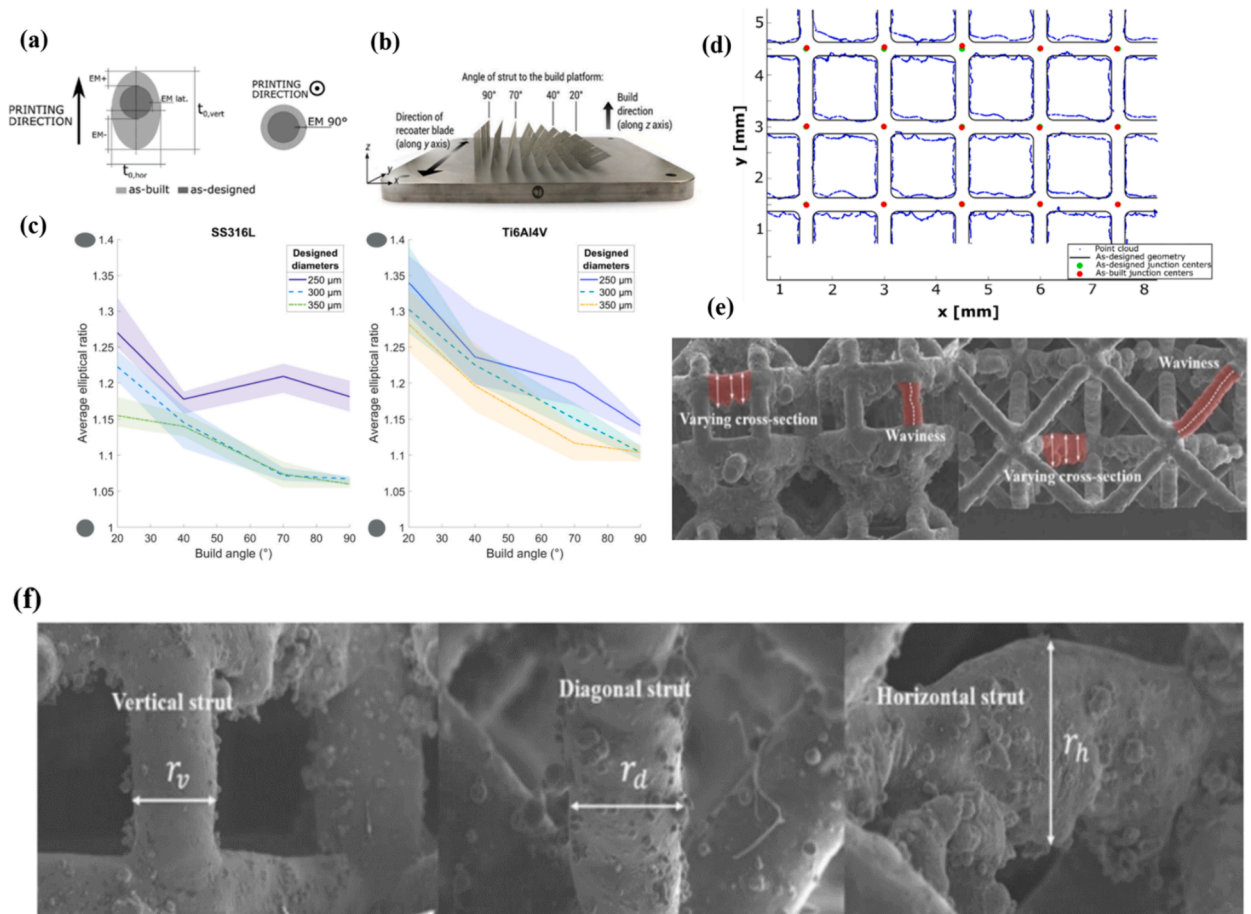 (a)
EM+
EM lat.
PRINTING
DIRECTION
EM-
t0,vert
t0,hor
PRINTING
DIRECTION
EM 90°
as-built as-designed
(b)
Angle of strut to the build platform:
90° 70° 40° 20°
Direction of
recoater blade
(along y axis)
Build
direction
(along z axis)
z
y
x
(c)
SS316L
Average elliptical ratio
1.4
1.35
1.3
1.25
1.2
1.15
1.1
1.05
1
20 30 40 50 60 70 80 90
Build angle (°)
Designed
diameters
250 µm
300 µm
350 µm
Ti6Al4V
Average elliptical ratio
1.4
1.35
1.3
1.25
1.2
1.15
1.1
1.05
1
20 30 40 50 60 70 80 90
Build angle (°)
Designed
diameters
250 µm
300 µm
350 µm
(d)
y [mm]
5
4
3
2
1
1 2 3 4 5 6 7 8
x [mm]
Point cloud
As-designed geometry
As-designed junction centers
As-built junction centers
(e)
Varying cross-section
Waviness
Waviness
Varying cross-section
(f)
Vertical strut
rv
Diagonal strut
rd
Horizontal strut
rh